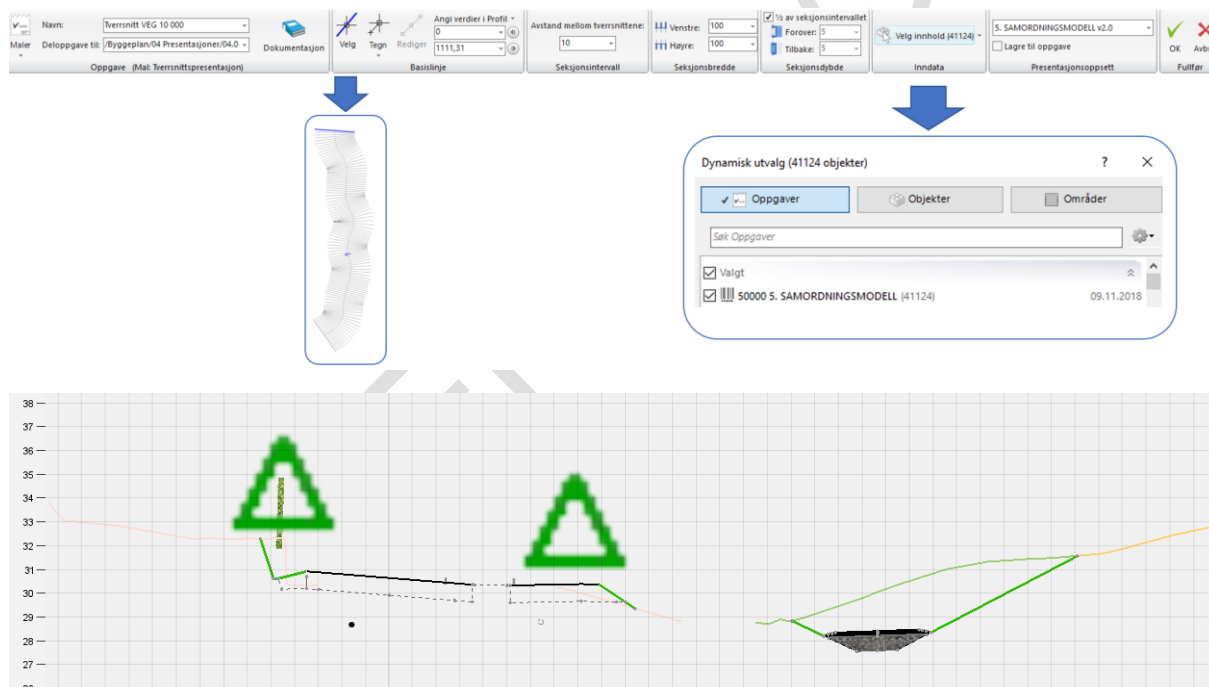 Maler
Navn: Tverrsnitt VEG 10 000
Deloppgave til: /Byggeplan/04 Presentasjoner/04.0
Dokumentasjon
Oppgave (Mal: Tverrsnittspresentasjon)
Velg
Tegn
Rediger
Angi verdier i Profil
0
1111,31
Basislinje
Avstand mellom tverrsnittene:
10
Seksjonsintervall
Venstre: 100
Høyre: 100
Seksjonsbredde
½ av seksjonsintervallet
Forover: 5
Tilbake: 5
Seksjonsdybde
Velg innhold (41124)
Inndata
5. SAMORDNINGSMODELL v2.0
Lagre til oppgave
Presentasjonsoppsett
OK
Avb
Fullfør
Dynamisk utvalg (41124 objekter)
Oppgaver
Objekter
Områder
Søk Oppgaver
Valgt
50000 5. SAMORDNINGSMODELL (41124) 09.11.2018
38
37
36
35
34
33
32
31
30
29
28
27